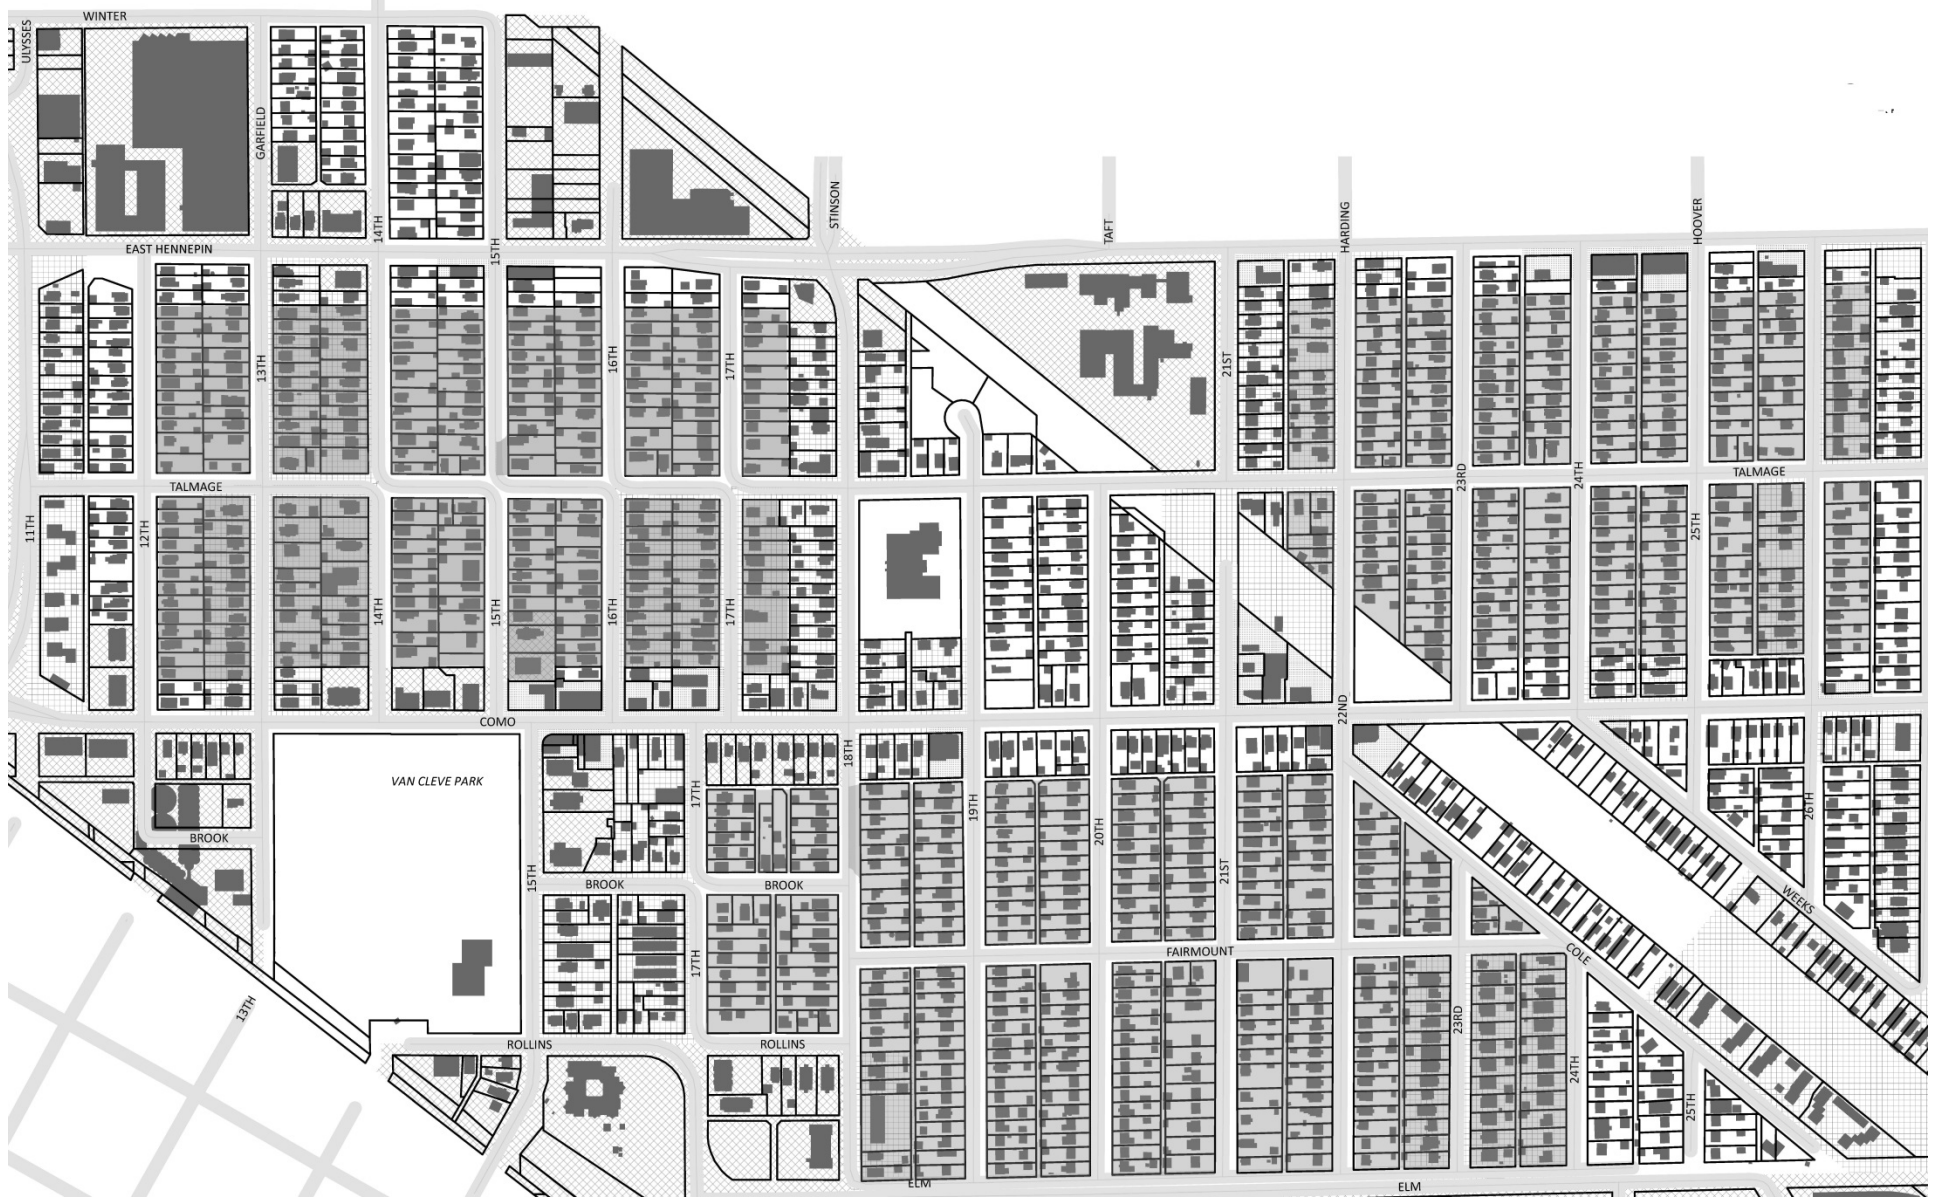 WINTER
ULYSSES
GARFIELD
14TH
15TH
STINSON
TAFT
HARDING
HOOVER
EAST HENNEPIN
13TH
16TH
17TH
21ST
23RD
24TH
TALMAGE
TALMAGE
11TH
12TH
14TH
15TH
16TH
17TH
25TH
22ND
COMO
18TH
VAN CLEVE PARK
17TH
19TH
20TH
21ST
26TH
BROOK
15TH
BROOK
BROOK
WEEKS
FAIRMOUNT
COLE
17TH
13TH
23RD
ROLLINS
ROLLINS
24TH
25TH
ELM
ELM